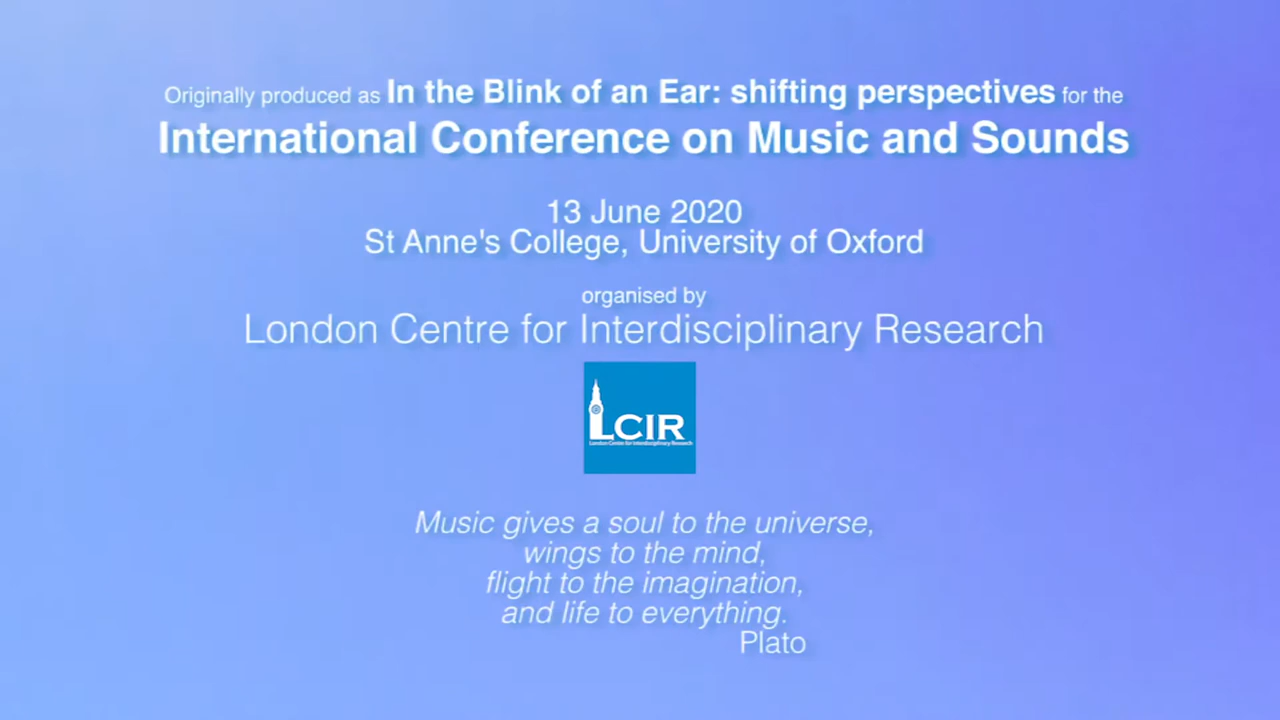 Originally produced as In the Blink of an Ear: shifting perspectives for the
International Conference on Music and Sounds
13 June 2020
St Anne's College, University of Oxford
organised by
London Centre for Interdisciplinary Research
LCIR
London Centre for Interdisciplinary Research
Music gives a soul to the universe,
wings to the mind,
flight to the imagination,
and life to everything.
Plato